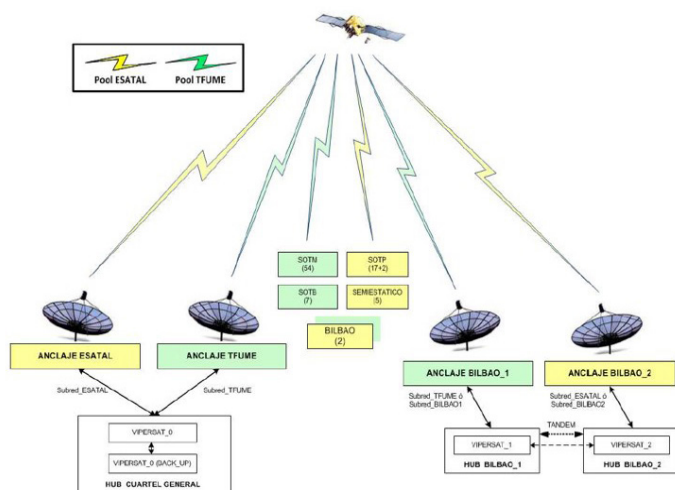 Pool ESATAL
Pool TFUME
SOTM
(54)
SOTP
(17+2)
SOTB
(7)
SEMIESTATICO
(5)
BILBAO
(2)
ANCLAJE ESATAL
ANCLAJE TFUME
ANCLAJE BILBAO_1
ANCLAJE BILBAO_2
Subred_ESATAL
Subred_TFUME
Subred_TFUME ó
Subred_BILBAO1
Subred_ESATAL ó
Subred_BILBAO2
VIPERSAT_0
VIPERSAT_0 (BACK_UP)
HUB CUARTEL GENERAL
TANDEM
VIPERSAT_1
VIPERSAT_2
HUB BILBAO_1
HUB BILBAO_2